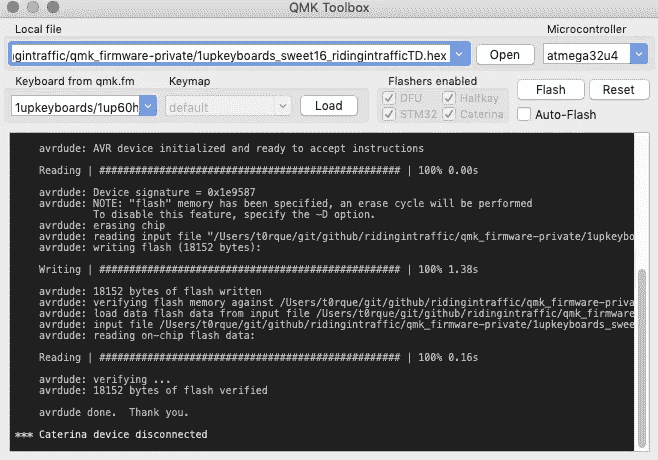 QMK Toolbox
Local file
Microcontroller
gintraffic/qmk_firmware-private/1upkeyboards_sweet16_ridingintrafficTD.hex
Open
atmega32u4
Keyboard from qmk.fm
Keymap
Flashers enabled
1upkeyboards/1up60h
default
Load
DFU
Halfkay
STM32
Caterina
Flash
Reset
Auto-Flash
avrdude: AVR device initialized and ready to accept instructions
Reading | ################################################## | 100% 0.00s
avrdude: Device signature = 0x1e9587
avrdude: NOTE: "flash" memory has been specified, an erase cycle will be performed
To disable this feature, specify the -D option.
avrdude: erasing chip
avrdude: reading input file "/Users/t0rque/git/github/ridingintraffic/qmk_firmware-private/1upkeybo
avrdude: writing flash (18152 bytes):
Writing | ################################################## | 100% 1.38s
avrdude: 18152 bytes of flash written
avrdude: verifying flash memory against /Users/t0rque/git/github/ridingintraffic/qmk_firmware-priva
avrdude: load data flash data from input file /Users/t0rque/git/github/ridingintraffic/qmk_firmware
avrdude: input file /Users/t0rque/git/github/ridingintraffic/qmk_firmware-private/1upkeyboards_swee
avrdude: reading on-chip flash data:
Reading | ################################################## | 100% 0.16s
avrdude: verifying ...
avrdude: 18152 bytes of flash verified
avrdude done.  Thank you.
*** Caterina device disconnected